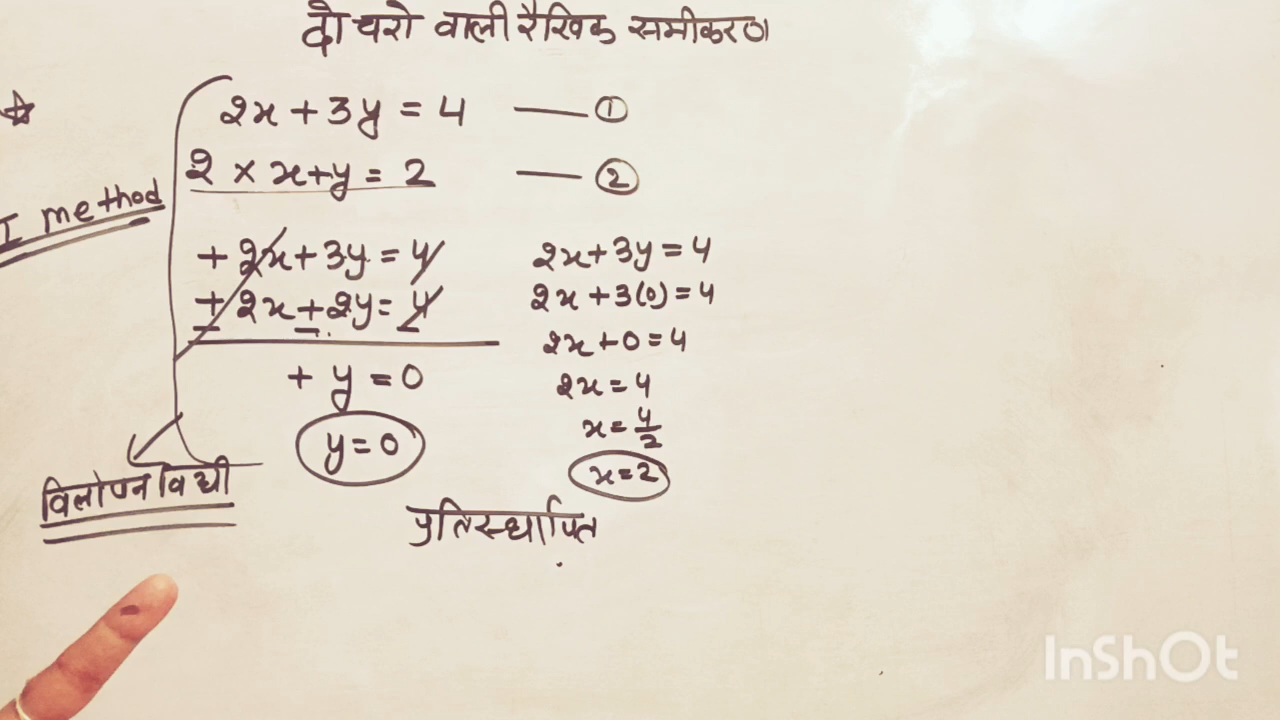 दो चरो वाली रैखिक समीकरण
2x + 3y = 4 —— ①
2 × x+y = 2 —— ②
I method
+ 2x + 3y = 4
+ 2x + 2y = 4
+ y = 0
y = 0
2x + 3y = 4
2x + 3(0) = 4
2x + 0 = 4
2x = 4
x = 4/2
x = 2
विलोपन विधी
प्रतिस्थापित
InShOt